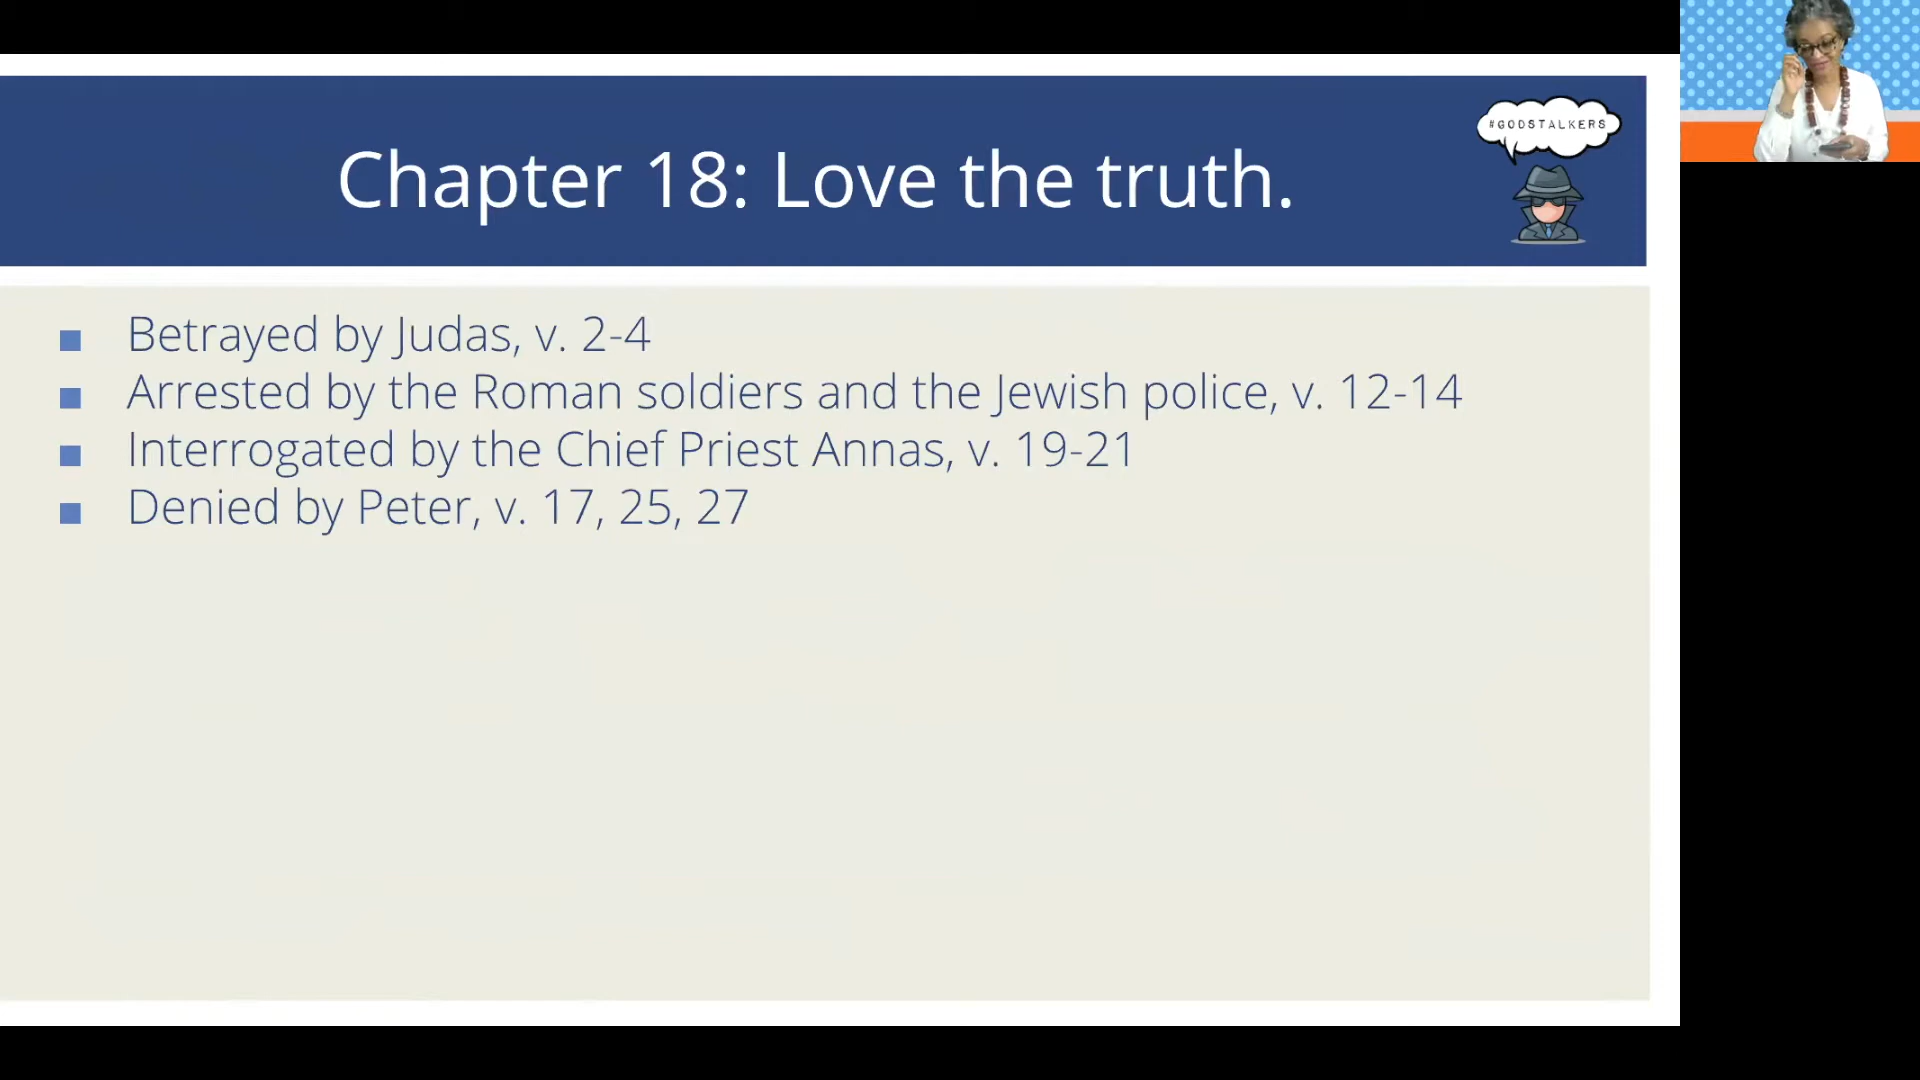 Chapter 18: Love the truth.
#GODSTALKERS
Betrayed by Judas, v. 2-4
Arrested by the Roman soldiers and the Jewish police, v. 12-14
Interrogated by the Chief Priest Annas, v. 19-21
Denied by Peter, v. 17, 25, 27